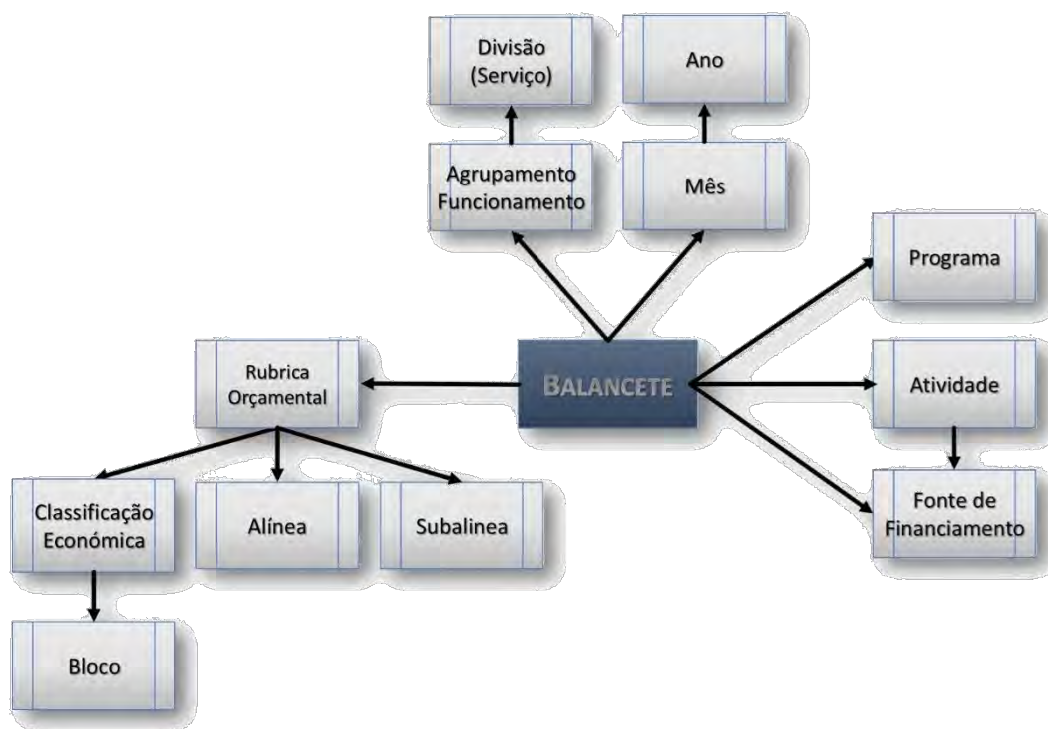 Divisão
(Serviço)
Ano
Agrupamento
Funcionamento
Mês
Programa
Rubrica
Orçamental
BALANCETE
Atividade
Classificação
Económica
Alínea
Subalinea
Fonte de
Financiamento
Bloco